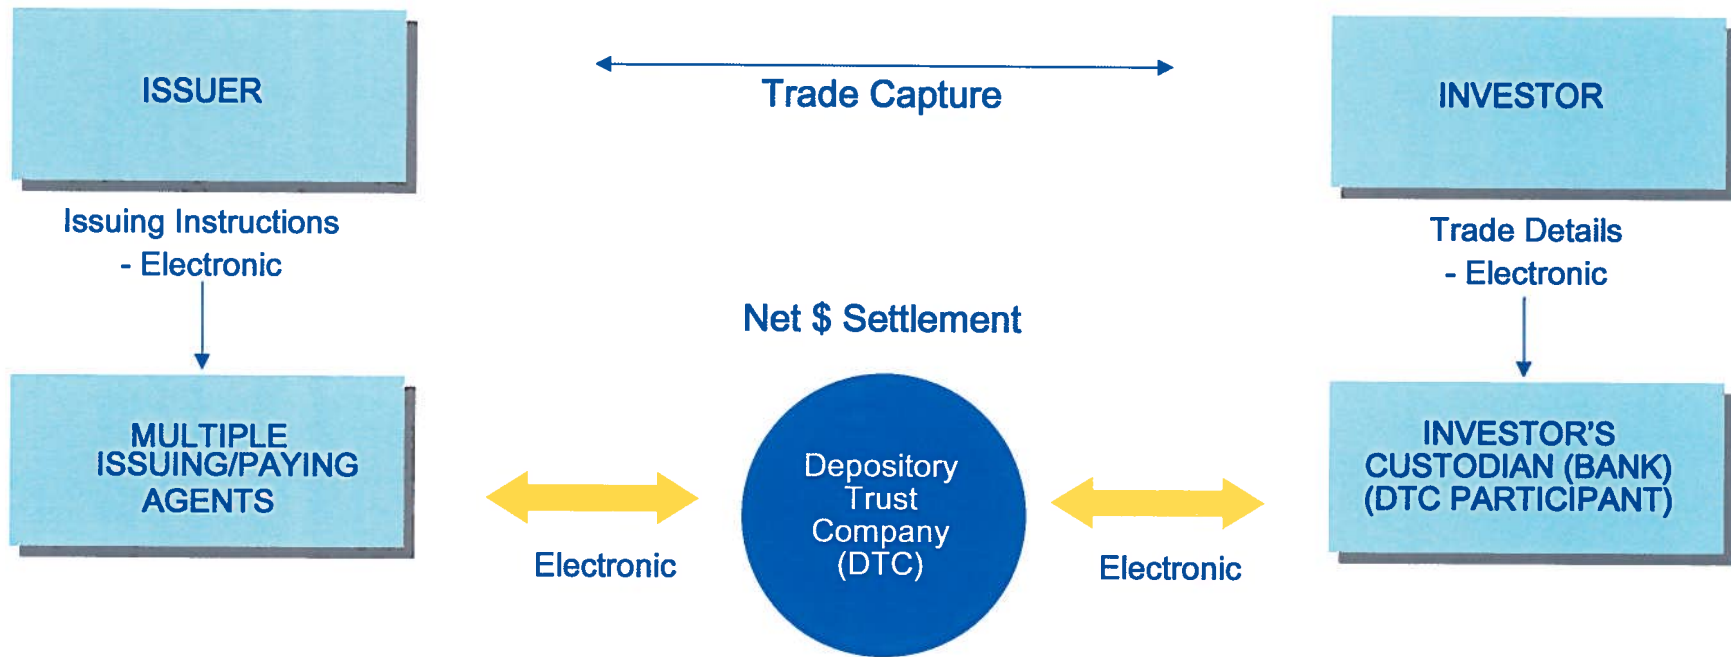 ISSUER
Trade Capture
INVESTOR
Issuing Instructions
- Electronic
Trade Details
- Electronic
Net $ Settlement
MULTIPLE
ISSUING/PAYING
AGENTS
Depository
Trust
Company
(DTC)
INVESTOR'S
CUSTODIAN (BANK)
(DTC PARTICIPANT)
Electronic
Electronic